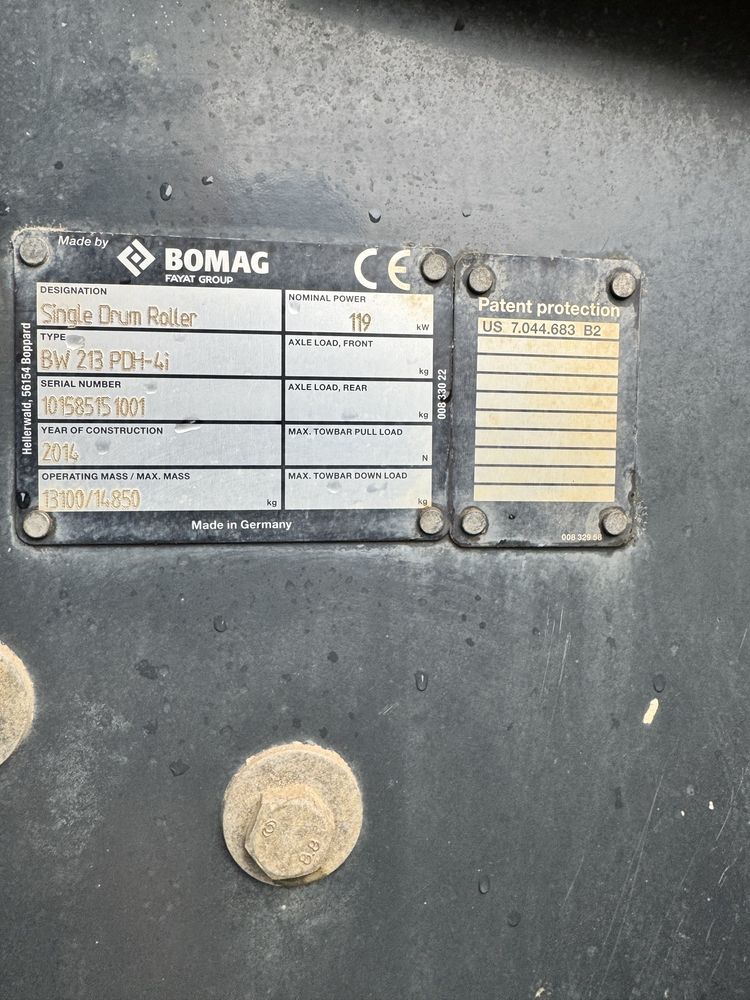 Made by
BOMAG
FAYAT GROUP
CE
DESIGNATION
Single Drum Roller
NOMINAL POWER
119 kW
TYPE
BW 213 PDH-4i
AXLE LOAD, FRONT
kg
SERIAL NUMBER
101585151001
AXLE LOAD, REAR
kg
YEAR OF CONSTRUCTION
2014
MAX. TOWBAR PULL LOAD
N
OPERATING MASS / MAX. MASS
13100/14850 kg
MAX. TOWBAR DOWN LOAD
kg
Made in Germany
Hellerwald, 56154 Boppard
008 330 22
Patent protection
US 7.044.683 B2
008 329 58
8.8